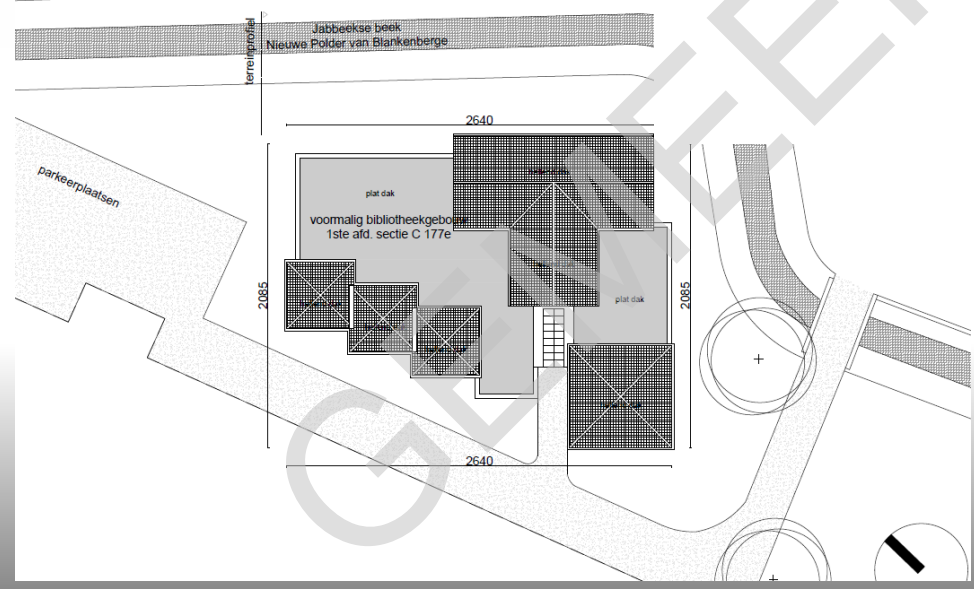 Jabbeekse beek
Nieuwe Polder van Blankenberge
terreinprofiel
2640
parkeerplaatsen
plat dak
voormalig bibliotheekgebouw
1ste afd. sectie C 177e
2085
2085
plat dak
2640
GEMEE